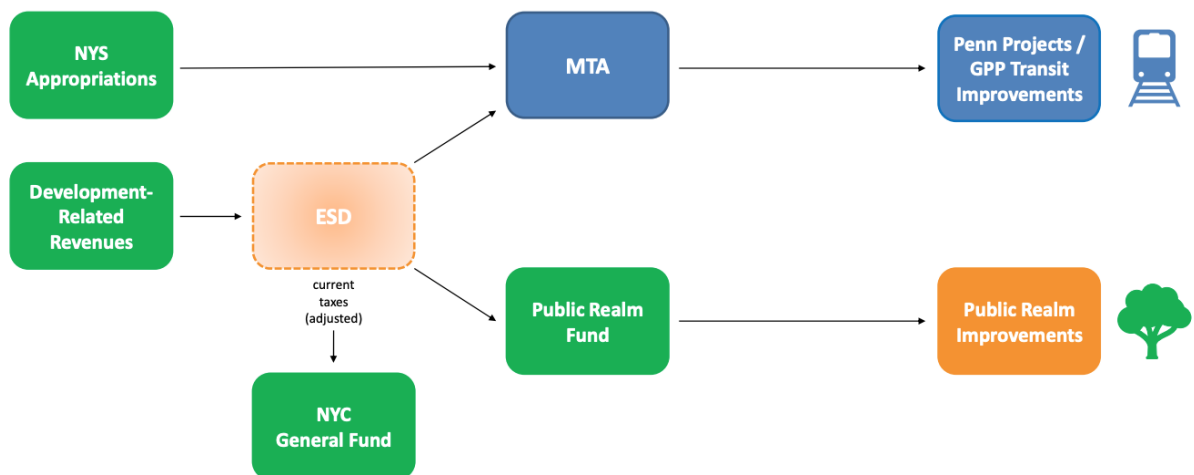 NYS
Appropriations
MTA
Penn Projects /
GPP Transit
Improvements
Development-
Related
Revenues
ESD
current
taxes
(adjusted)
Public Realm
Fund
Public Realm
Improvements
NYC
General Fund